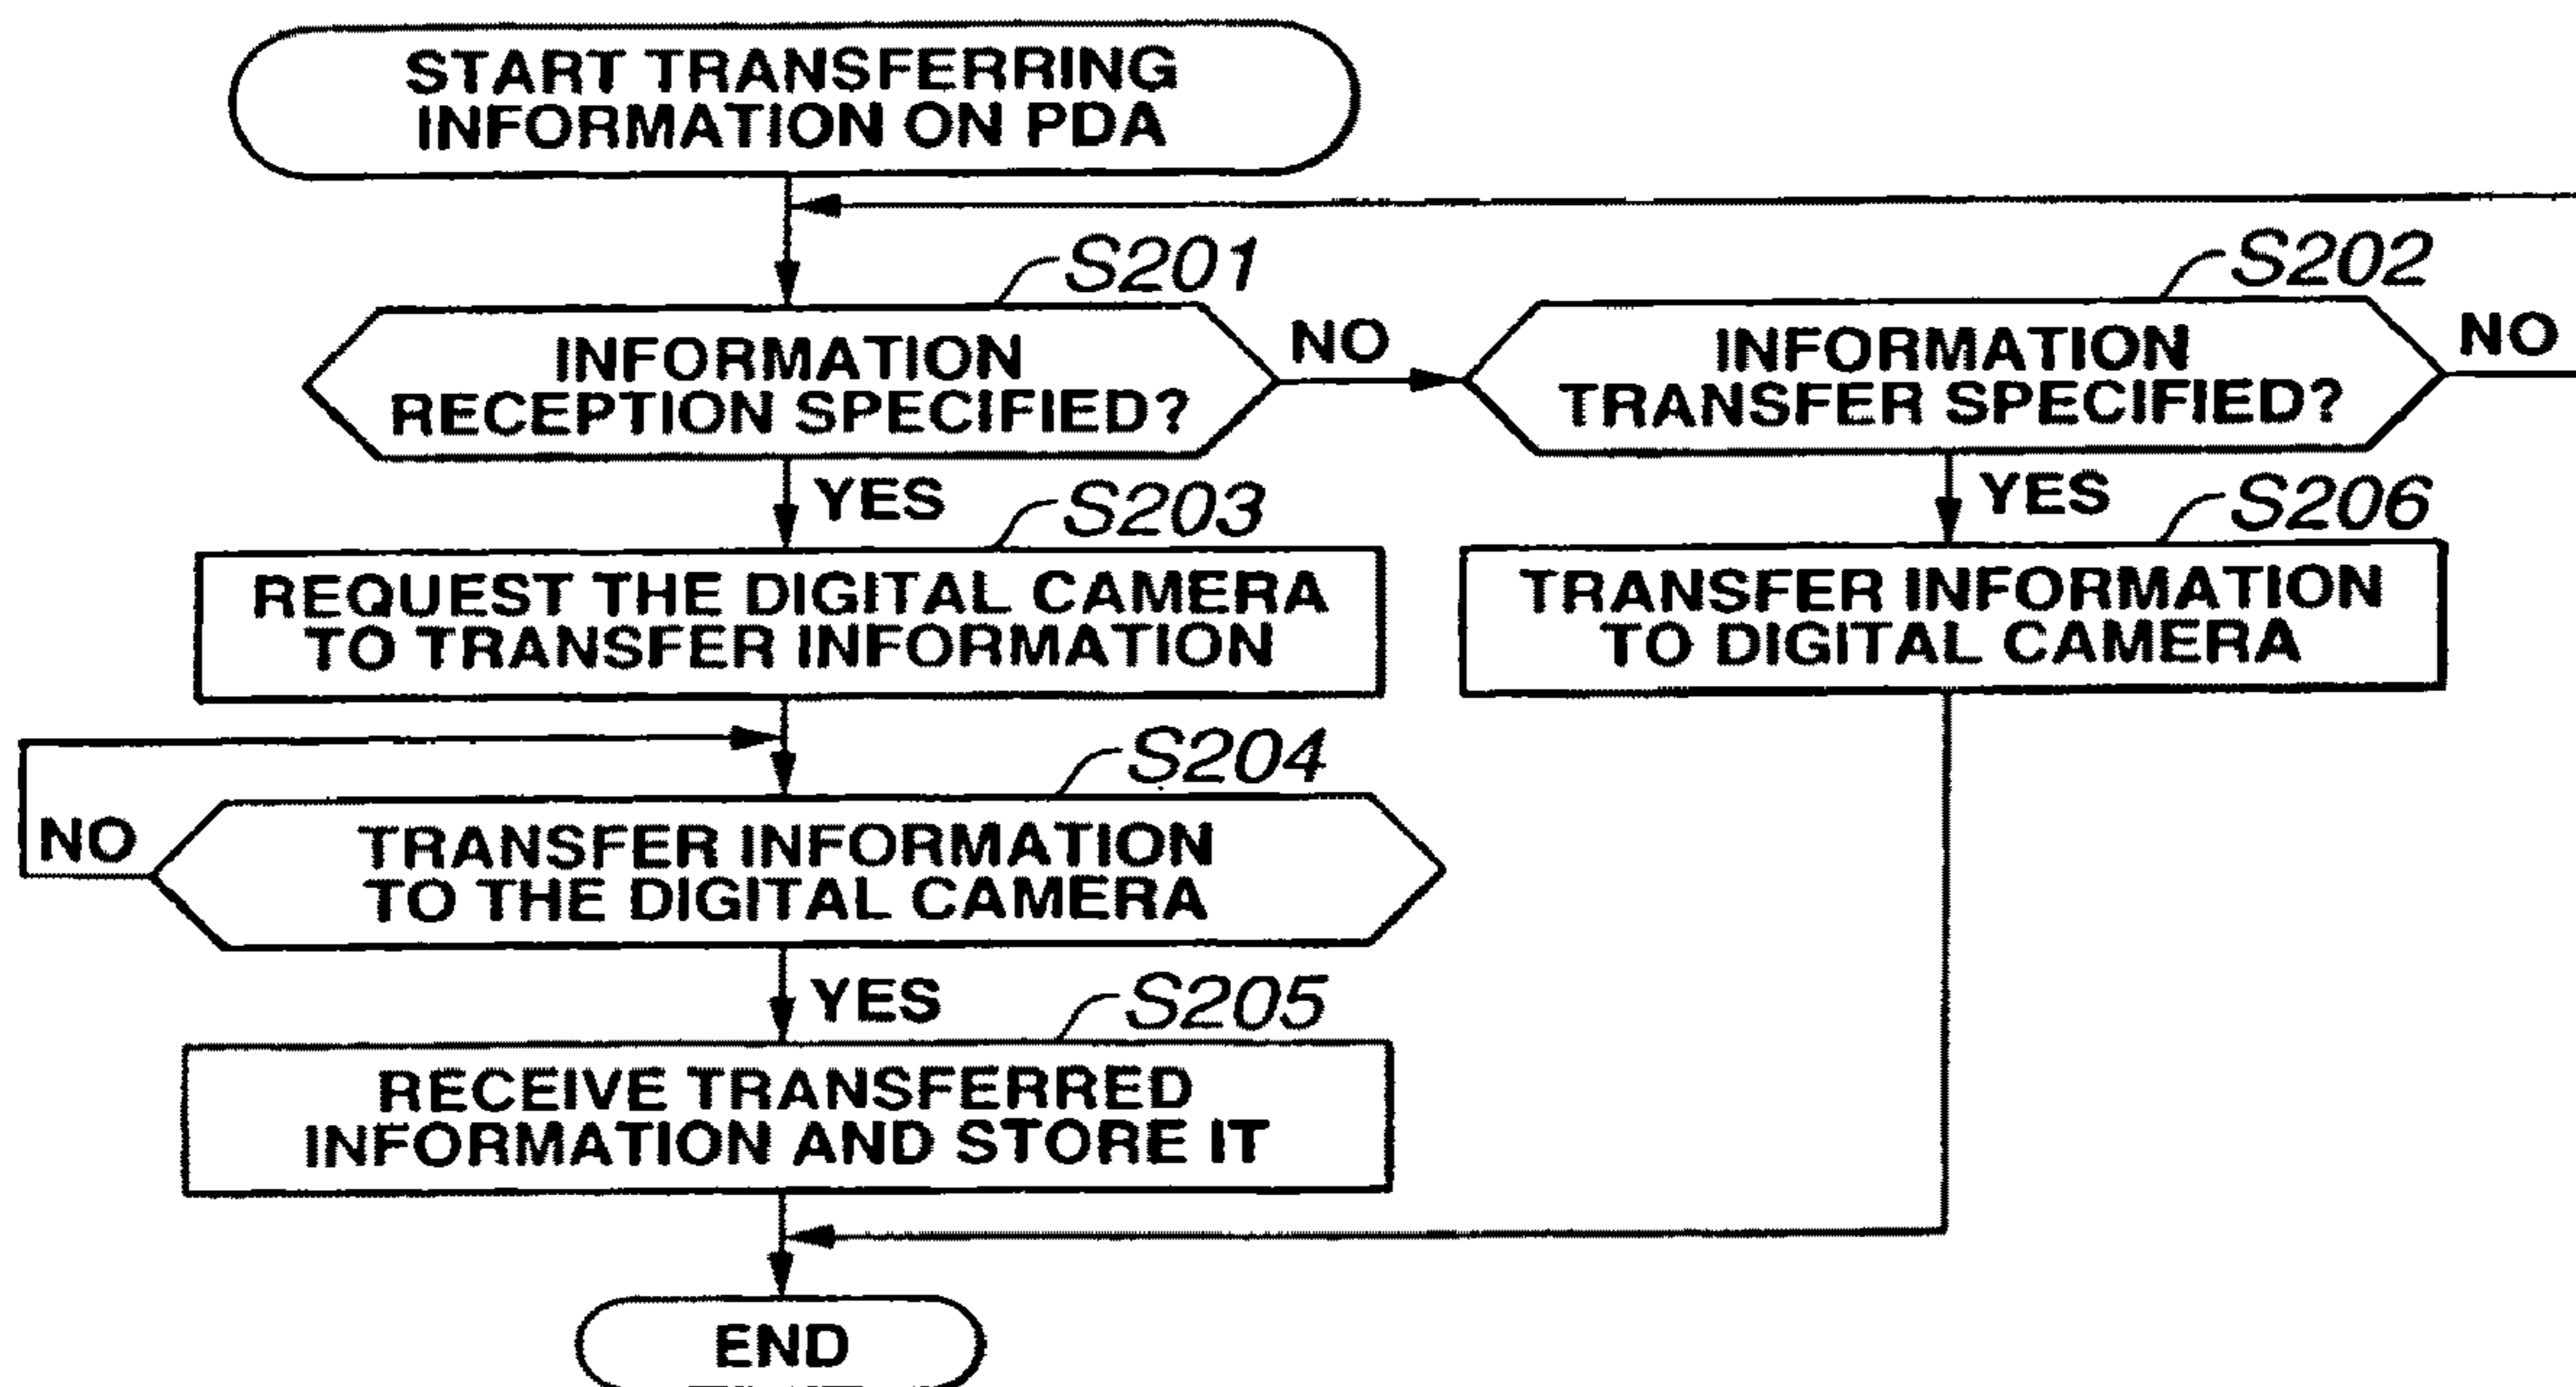 START TRANSFERRING
INFORMATION ON PDA
S201
INFORMATION
RECEPTION SPECIFIED?
NO
S202
INFORMATION
TRANSFER SPECIFIED?
NO
YES
S203
REQUEST THE DIGITAL CAMERA
TO TRANSFER INFORMATION
YES
S206
TRANSFER INFORMATION
TO DIGITAL CAMERA
S204
NO
TRANSFER INFORMATION
TO THE DIGITAL CAMERA
YES
S205
RECEIVE TRANSFERRED
INFORMATION AND STORE IT
END